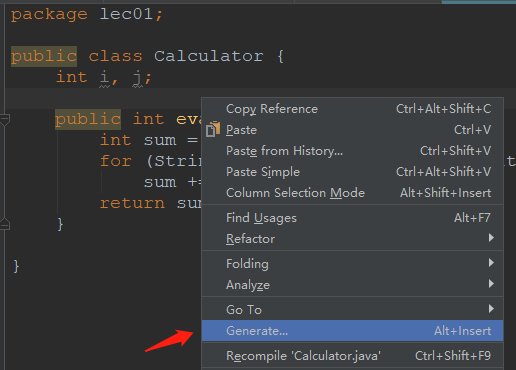 package lec01;
public class Calculator {
int i, j;
public int eva
int sum =
for (Strin
sum +=
return sum
}
}
Copy Reference Ctrl+Alt+Shift+C
Paste Ctrl+V
Paste from History... Ctrl+Shift+V
Paste Simple Ctrl+Alt+Shift+V
Column Selection Mode Alt+Shift+Insert
Find Usages Alt+F7
Refactor
Folding
Analyze
Go To
Generate... Alt+Insert
Recompile 'Calculator.java' Ctrl+Shift+F9